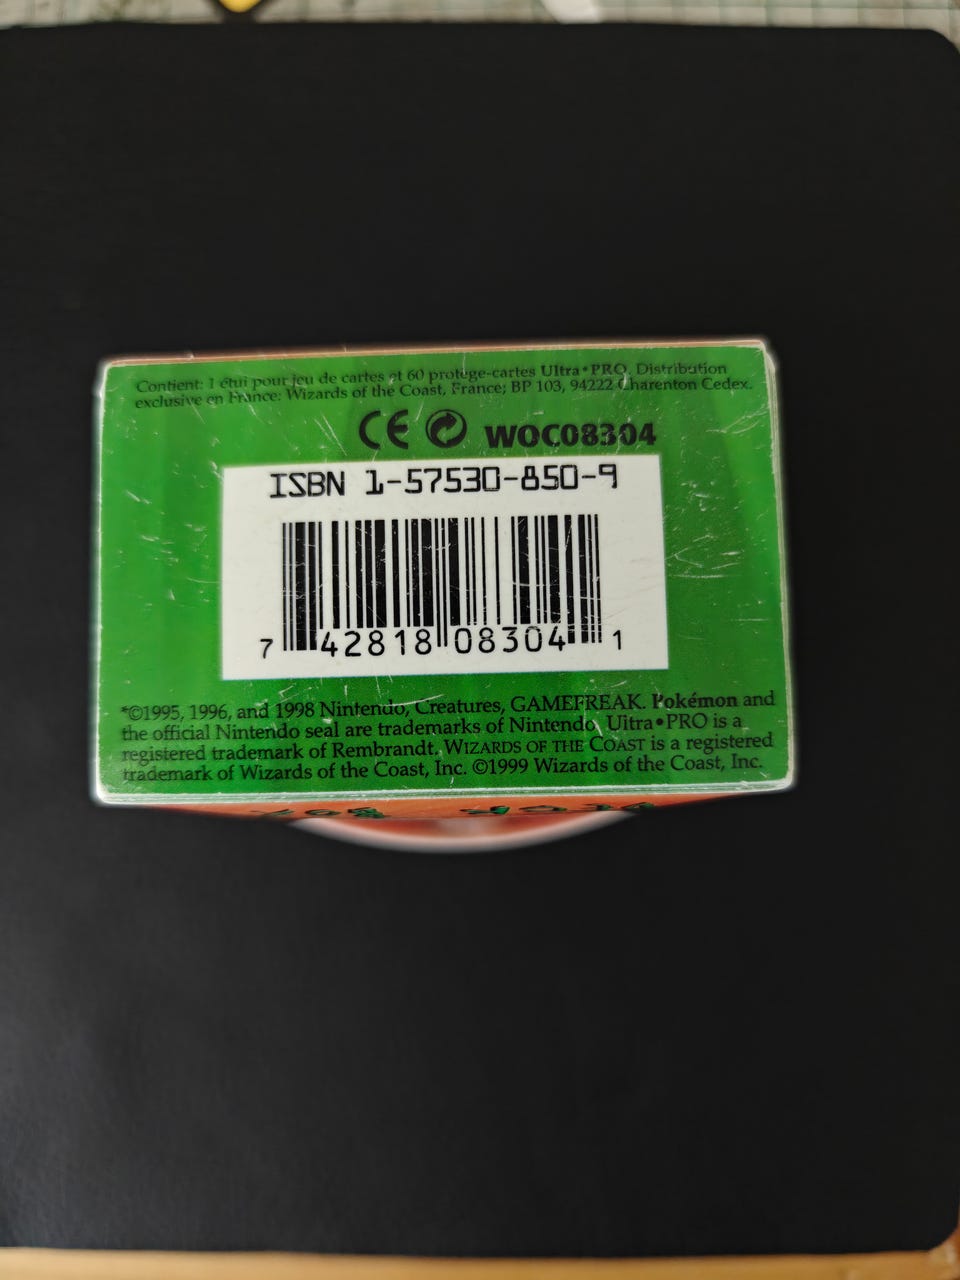 Contient: 1 étui pour jeu de cartes et 60 protège-cartes Ultra•PRO. Distribution
exclusive en France: Wizards of the Coast, France; BP 103, 94222 Charenton Cedex.
CE WOC08304
ISBN 1-57530-850-9
7 42818 08304 1
*©1995, 1996, and 1998 Nintendo, Creatures, GAMEFREAK. Pokémon and
the official Nintendo seal are trademarks of Nintendo. Ultra•PRO is a
registered trademark of Rembrandt. WIZARDS OF THE COAST is a registered
trademark of Wizards of the Coast, Inc. ©1999 Wizards of the Coast, Inc.